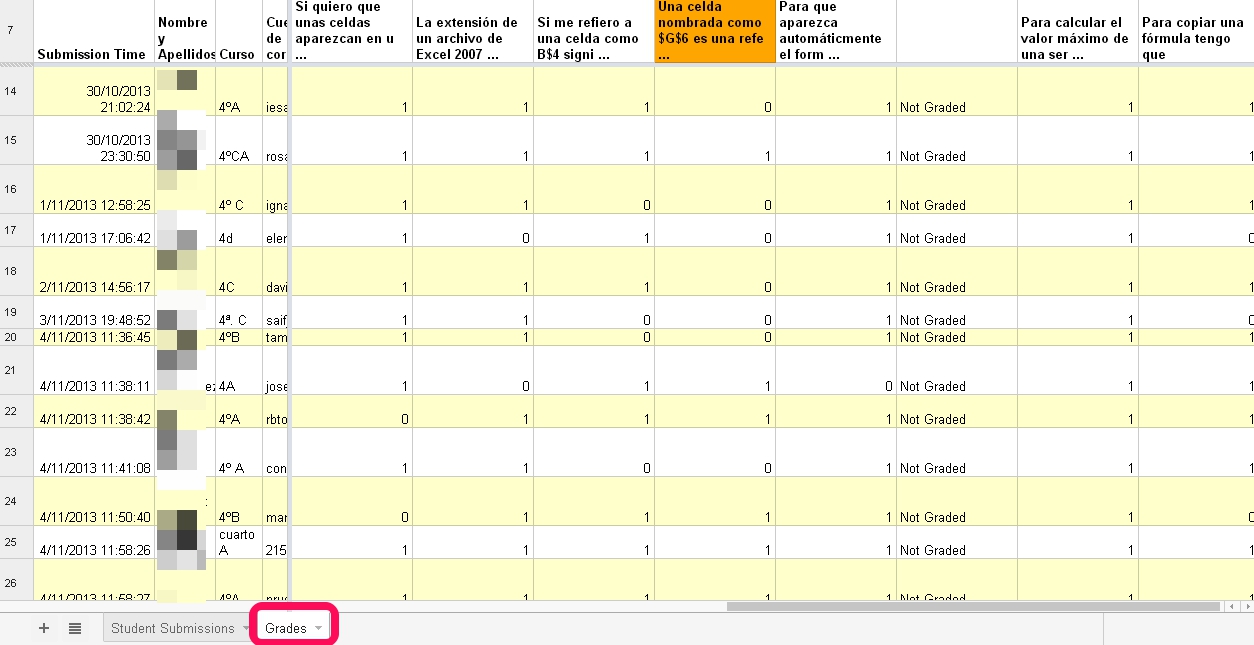 7
Submission Time
Nombre
y
Apellidos
Curso
Cue
de
cor
Si quiero que
unas celdas
aparezcan en u
...
La extensión de
un archivo de
Excel 2007 ...
Si me refiero a
una celda como
B$4 signi ...
Una celda
nombrada como
$G$6 es una refe
...
Para que
aparezca
automáticmente
el form ...
Para calcular el
valor máximo de
una ser ...
Para copiar una
fórmula tengo
que
14 30/10/2013
21:02:24 4ºA iesa 1 1 1 0 1 Not Graded 1 1
15 30/10/2013
23:30:50 4ºCA rosa 1 1 1 1 1 Not Graded 1 1
16 1/11/2013 12:58:25 4º C igna 1 1 0 0 1 Not Graded 1 1
17 1/11/2013 17:06:42 4d eler 1 0 1 0 1 Not Graded 1 0
18 2/11/2013 14:56:17 4C davi 1 1 1 0 1 Not Graded 1 1
19 3/11/2013 19:48:52 4ª. C saif 1 1 0 0 1 Not Graded 1 0
20 4/11/2013 11:36:45 4ºB tam 1 1 0 0 1 Not Graded 1 1
21 4/11/2013 11:38:11 4A jose 1 0 1 1 0 Not Graded 1 1
22 4/11/2013 11:38:42 4ºA rbto 0 1 1 1 1 Not Graded 1 1
23 4/11/2013 11:41:08 4º A con 1 1 0 0 1 Not Graded 1 1
24 4/11/2013 11:50:40 4ºB mar 0 1 1 1 1 Not Graded 1 0
25 4/11/2013 11:58:26 cuarto
A 215 1 1 1 1 1 Not Graded 1 1
26 4/11/2013 11:58:27 4ºA 1 1 1 1 1 Not Graded 1 1
Student Submissions Grades